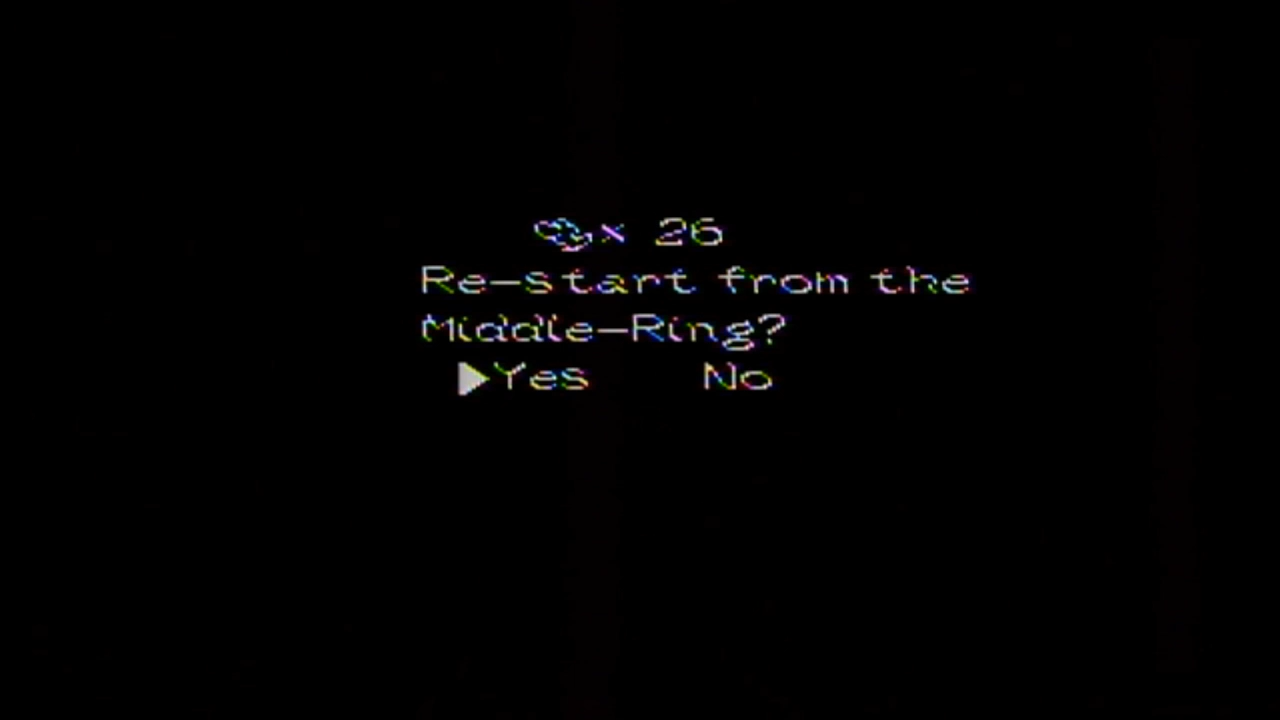 × 26
Re-start from the
Middle-Ring?
▶Yes No